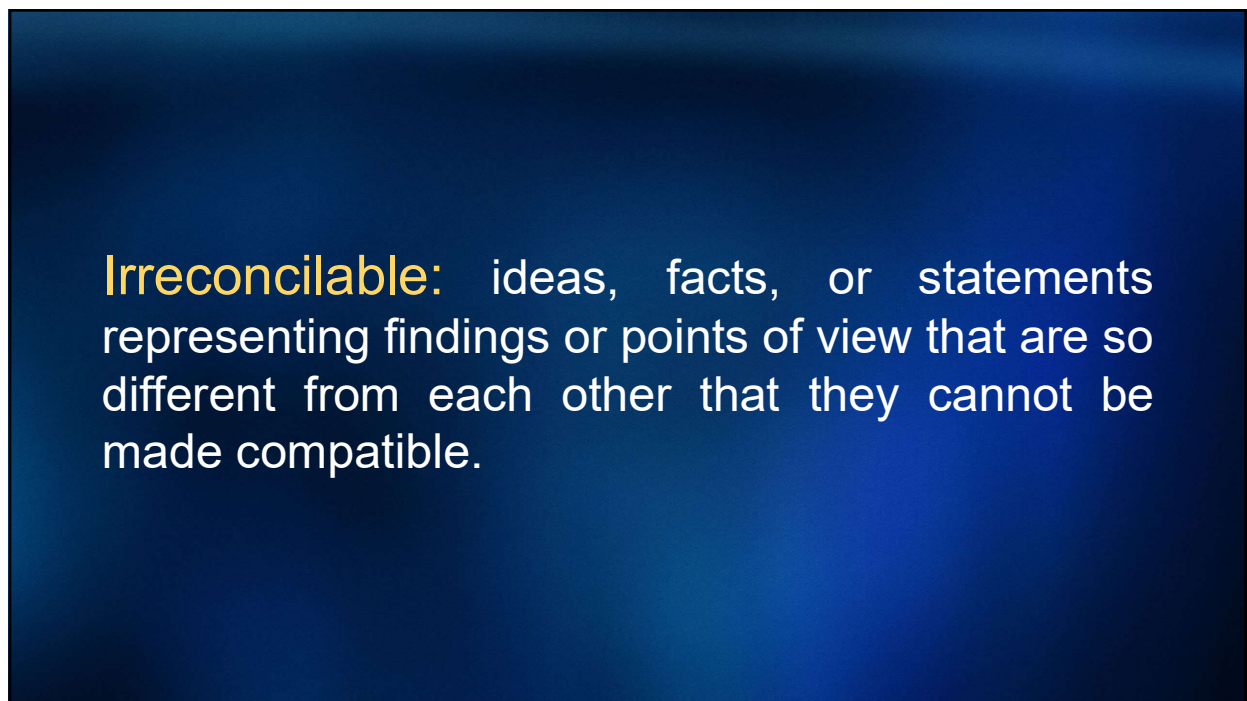 Irreconcilable: ideas, facts, or statements
representing findings or points of view that are so
different from each other that they cannot be
made compatible.